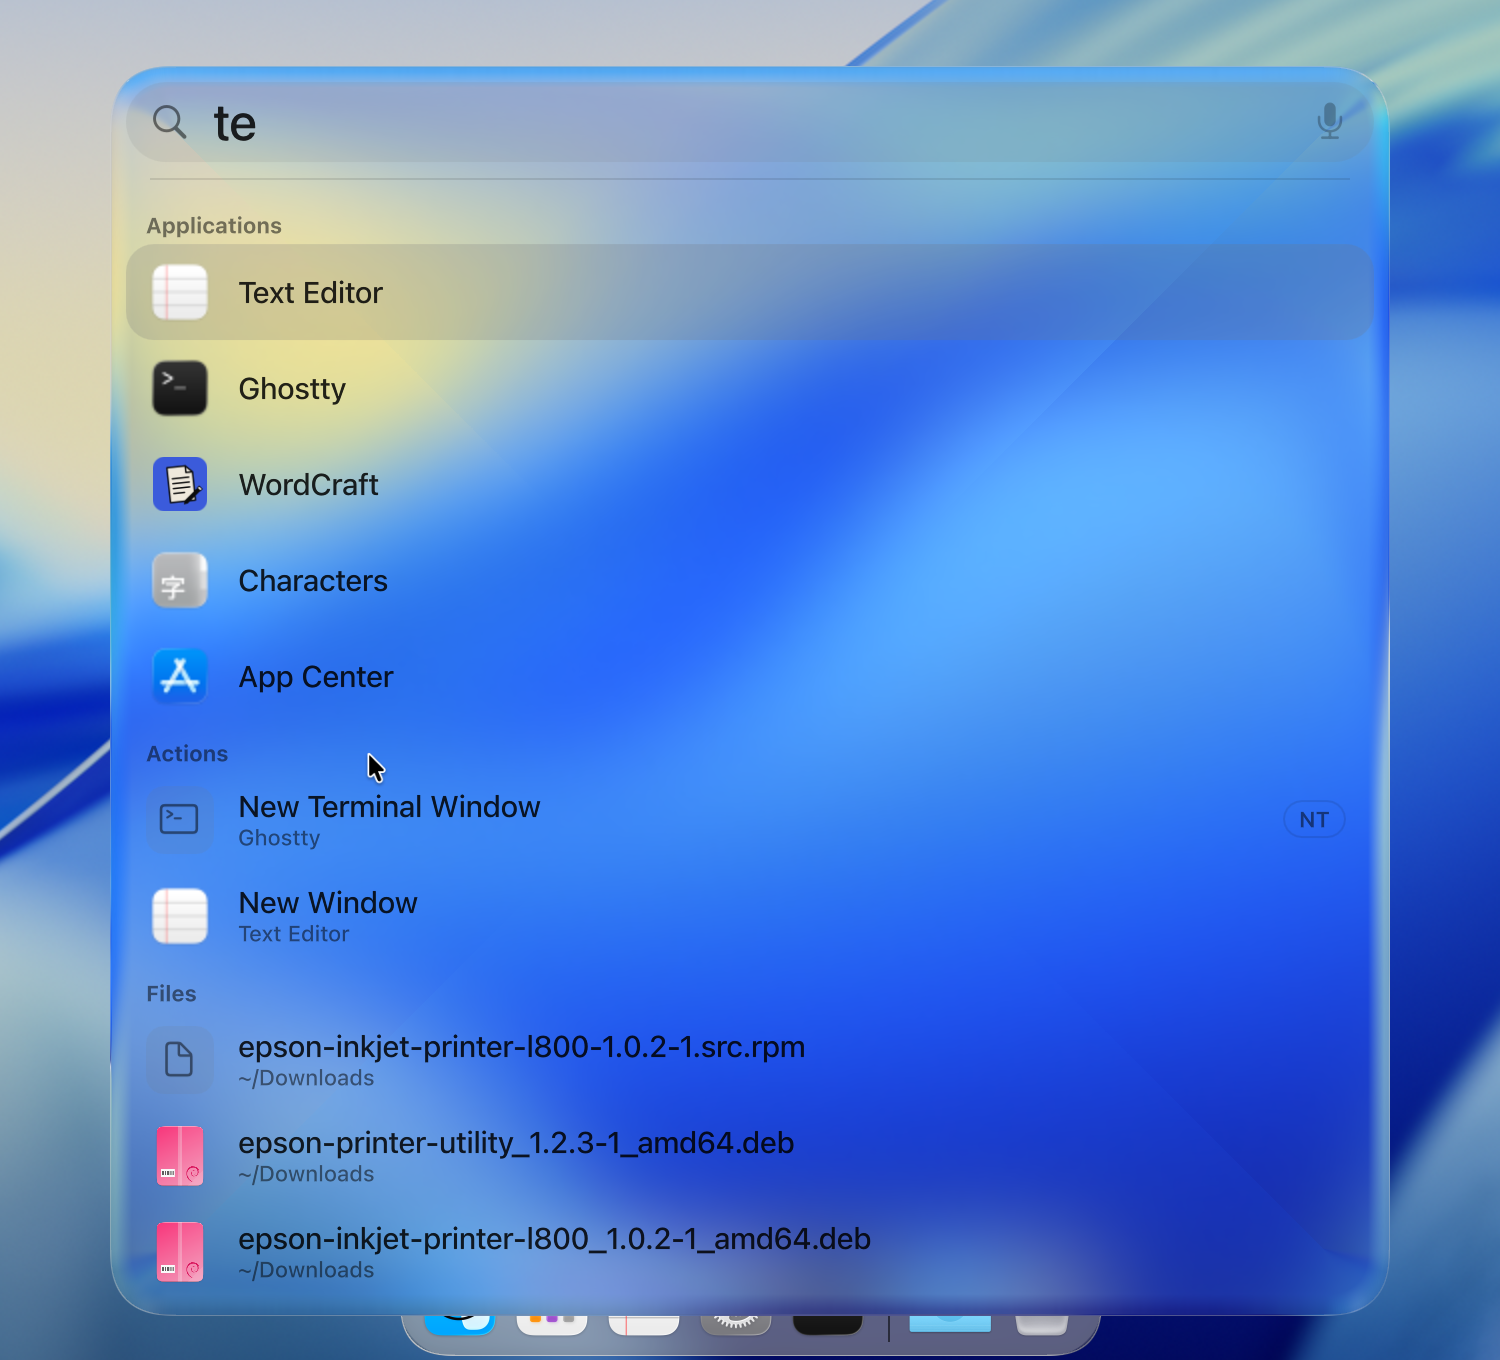 te
Applications
Text Editor
Ghostty
WordCraft
字
Characters
App Center
Actions
New Terminal Window
Ghostty
NT
New Window
Text Editor
Files
epson-inkjet-printer-l800-1.0.2-1.src.rpm
~/Downloads
epson-printer-utility_1.2.3-1_amd64.deb
~/Downloads
epson-inkjet-printer-l800_1.0.2-1_amd64.deb
~/Downloads